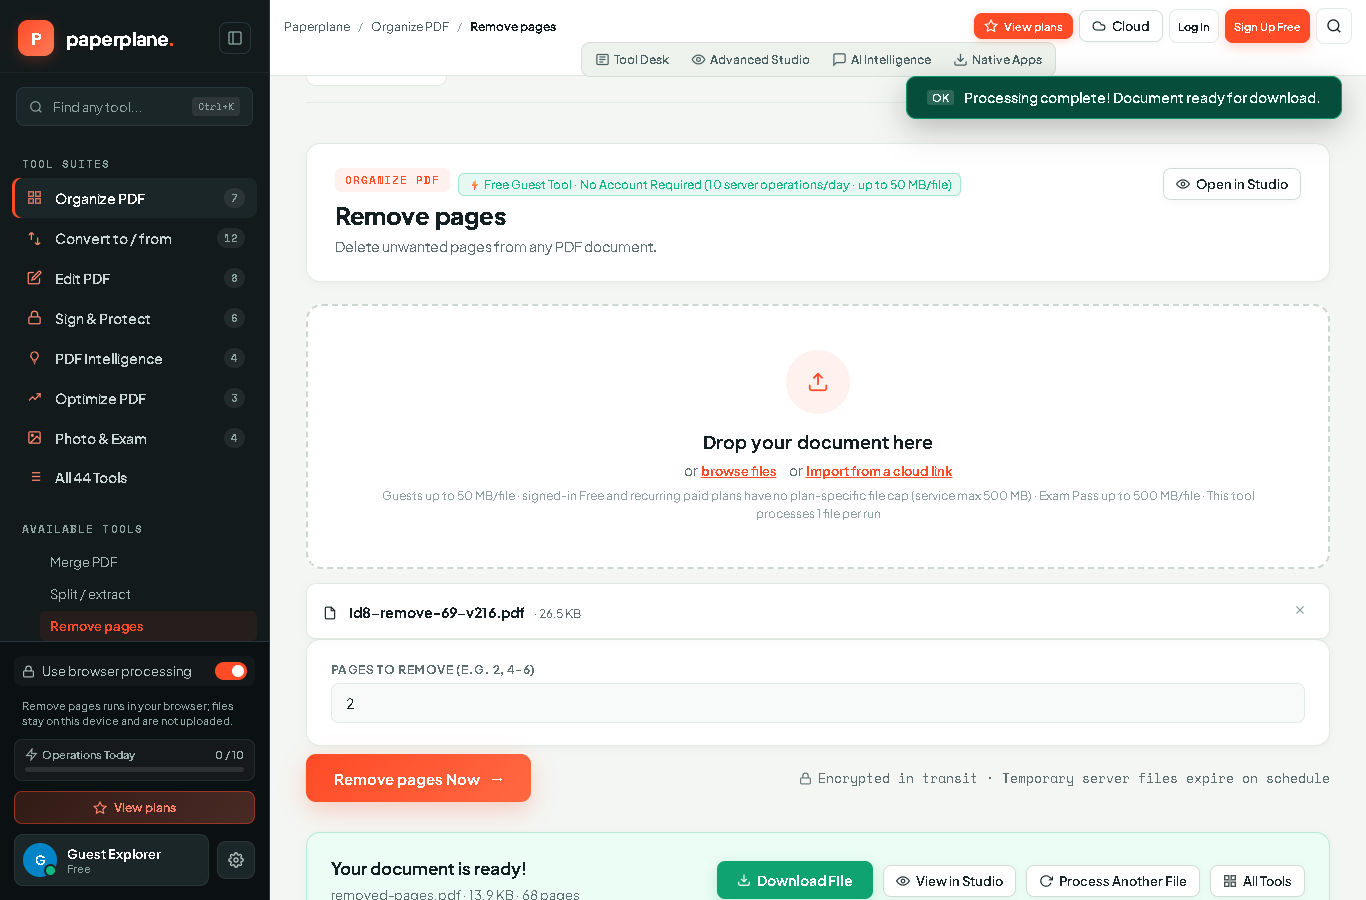 P paperplane.
Find any tool... Ctrl+K
TOOL SUITES
Organize PDF 7
Convert to / from 12
Edit PDF 8
Sign & Protect 6
PDF Intelligence 4
Optimize PDF 3
Photo & Exam 4
All 44 Tools
AVAILABLE TOOLS
Merge PDF
Split / extract
Remove pages
Use browser processing
Remove pages runs in your browser; files
stay on this device and are not uploaded.
Operations Today 0 / 10
View plans
G Guest Explorer
Free
Paperplane / Organize PDF / Remove pages
View plans Cloud Log In Sign Up Free
Tool Desk Advanced Studio AI Intelligence Native Apps
OK Processing complete! Document ready for download.
ORGANIZE PDF Free Guest Tool · No Account Required (10 server operations/day · up to 50 MB/file)
Open in Studio
Remove pages
Delete unwanted pages from any PDF document.
Drop your document here
or browse files or Import from a cloud link
Guests up to 50 MB/file · signed-in Free and recurring paid plans have no plan-specific file cap (service max 500 MB) · Exam Pass up to 500 MB/file · This tool
processes 1 file per run
ld8-remove-69-v216.pdf · 26.5 KB
PAGES TO REMOVE (E.G. 2, 4-6)
2
Remove pages Now →
Encrypted in transit · Temporary server files expire on schedule
Your document is ready!
removed-pages.pdf · 13.9 KB · 68 pages
Download File View in Studio Process Another File All Tools